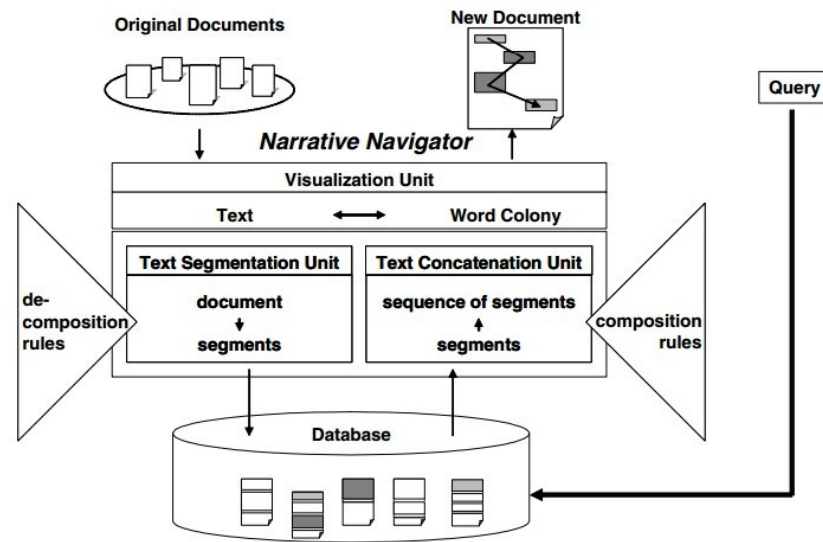 Original Documents
New Document
Query
Narrative Navigator
Visualization Unit
Text
Word Colony
Text Segmentation Unit
document
segments
Text Concatenation Unit
sequence of segments
segments
de-
composition
rules
composition
rules
Database